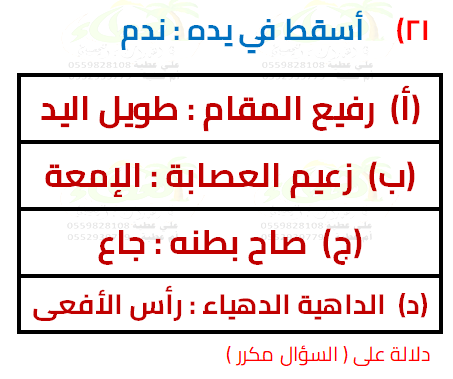 ٢١) أسقط في يده : ندم
(أ) رفيع المقام : طويل اليد
(ب) زعيم العصابة : الإمعة
(ج) صاح بطنه : جاع
(د) الداهية الدهياء : رأس الأفعى
دلالة على ( السؤال مكرر )